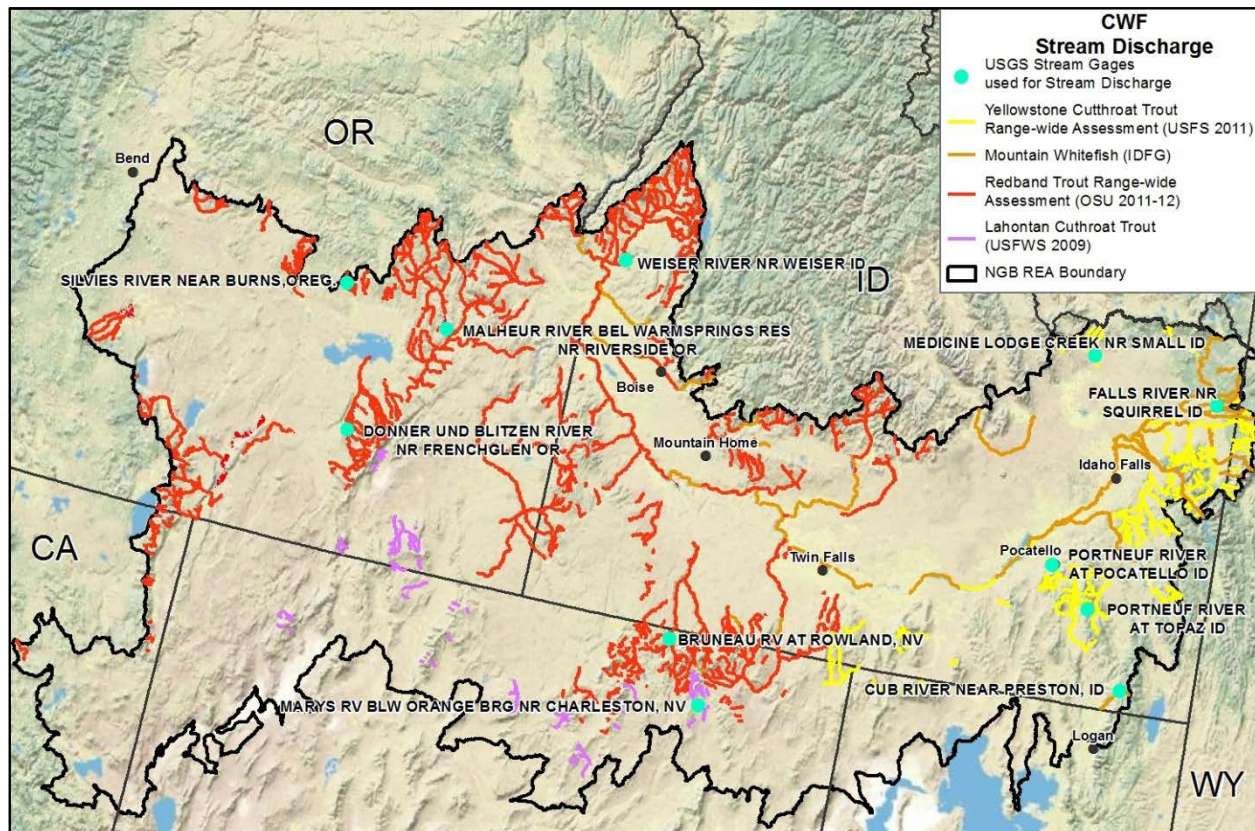 CWF
Stream Discharge
USGS Stream Gages
used for Stream Discharge
Yellowstone Cutthroat Trout
Range-wide Assessment (USFS 2011)
Mountain Whitefish (IDFG)
Redband Trout Range-wide
Assessment (OSU 2011-12)
Lahontan Cuthroat Trout
(USFWS 2009)
NGB REA Boundary
OR
Bend
WEISER RIVER NR WEISER ID
ID
SILVIES RIVER NEAR BURNS,OREG.
MALHEUR RIVER BEL WARMSPRINGS RES
NR RIVERSIDE OR
MEDICINE LODGE CREEK NR SMALL ID
Boise
FALLS RIVER NR
SQUIRREL ID
DONNER UND BLITZEN RIVER
NR FRENCHGLEN OR
Mountain Home
Idaho Falls
CA
Twin Falls
Pocatello
PORTNEUF RIVER
AT POCATELLO ID
PORTNEUF RIVER
AT TOPAZ ID
BRUNEAU RV AT ROWLAND, NV
CUB RIVER NEAR PRESTON, ID
MARYS RV BLW ORANGE BRG NR CHARLESTON, NV
Logan
WY